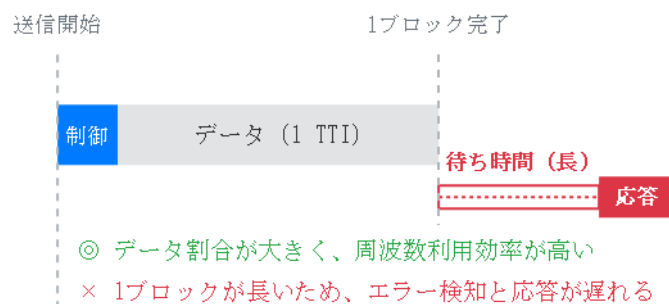 送信開始
1ブロック完了
制御
データ (1 TTI)
待ち時間 (長)
応答
◎ データ割合が大きく、周波数利用効率が高い
× 1ブロックが長いため、エラー検知と応答が遅れる